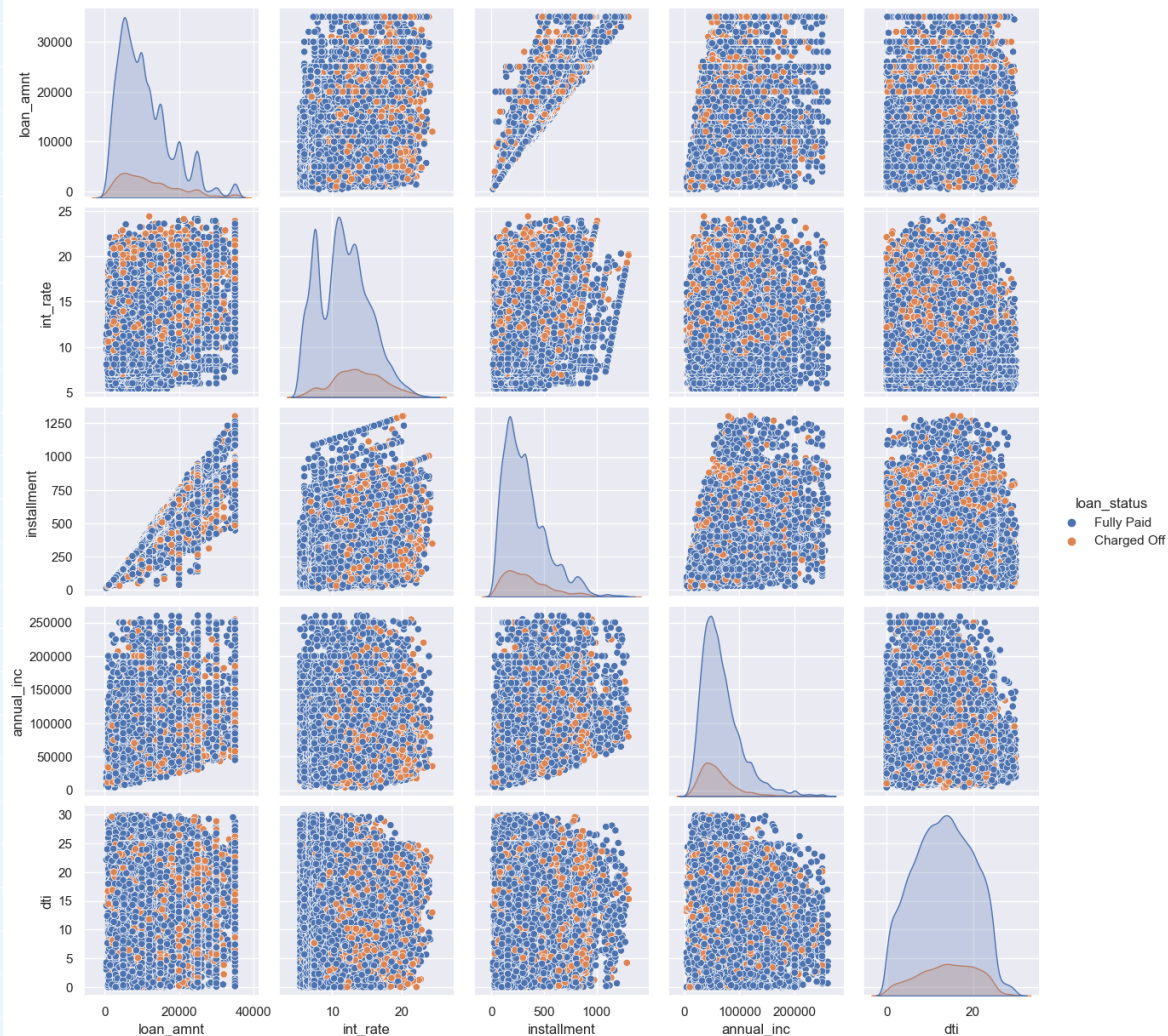 30000
20000
10000
0
loan_amnt
25
20
15
10
5
int_rate
1250
1000
750
500
250
0
installment
loan_status
Fully Paid
Charged Off
250000
200000
150000
100000
50000
0
annual_inc
30
25
20
15
10
5
0
dti
0 20000 40000
10 20
0 500 1000
0 100000 200000
0 20
loan_amnt int_rate installment annual_inc dti